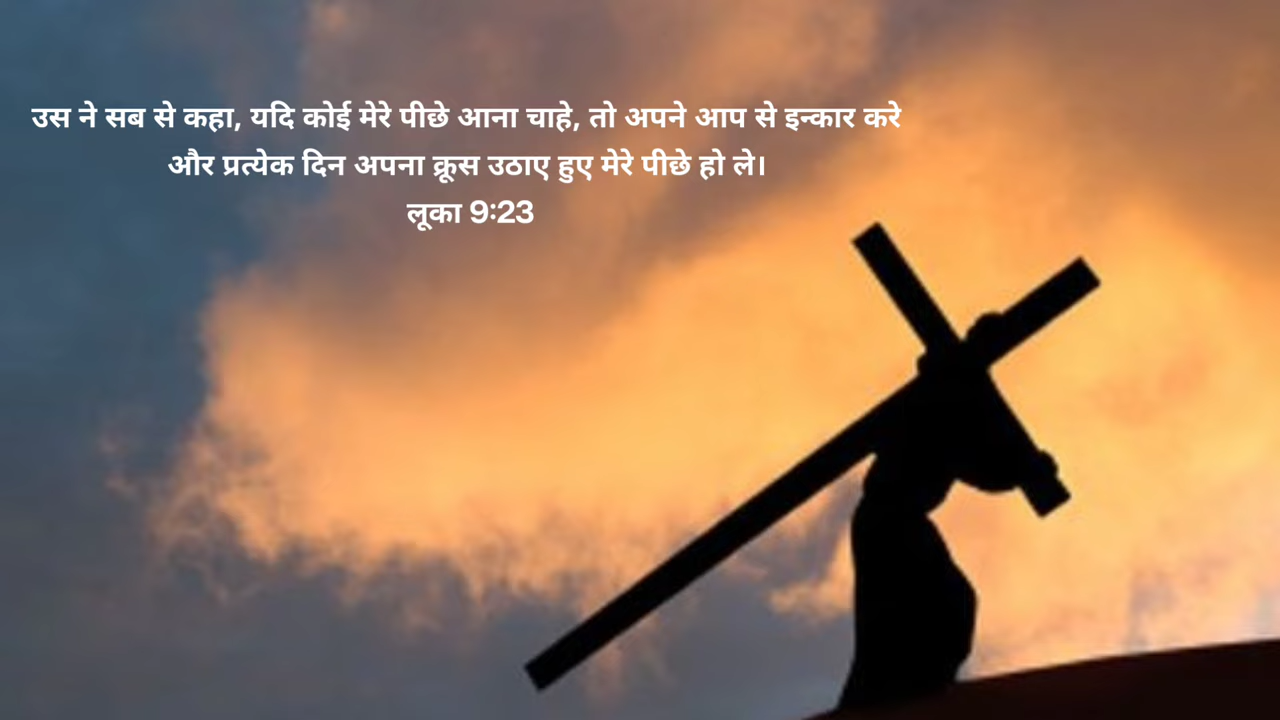 उस ने सब से कहा, यदि कोई मेरे पीछे आना चाहे, तो अपने आप से इन्कार करे
और प्रत्येक दिन अपना क्रूस उठाए हुए मेरे पीछे हो ले।
लूका 9:23